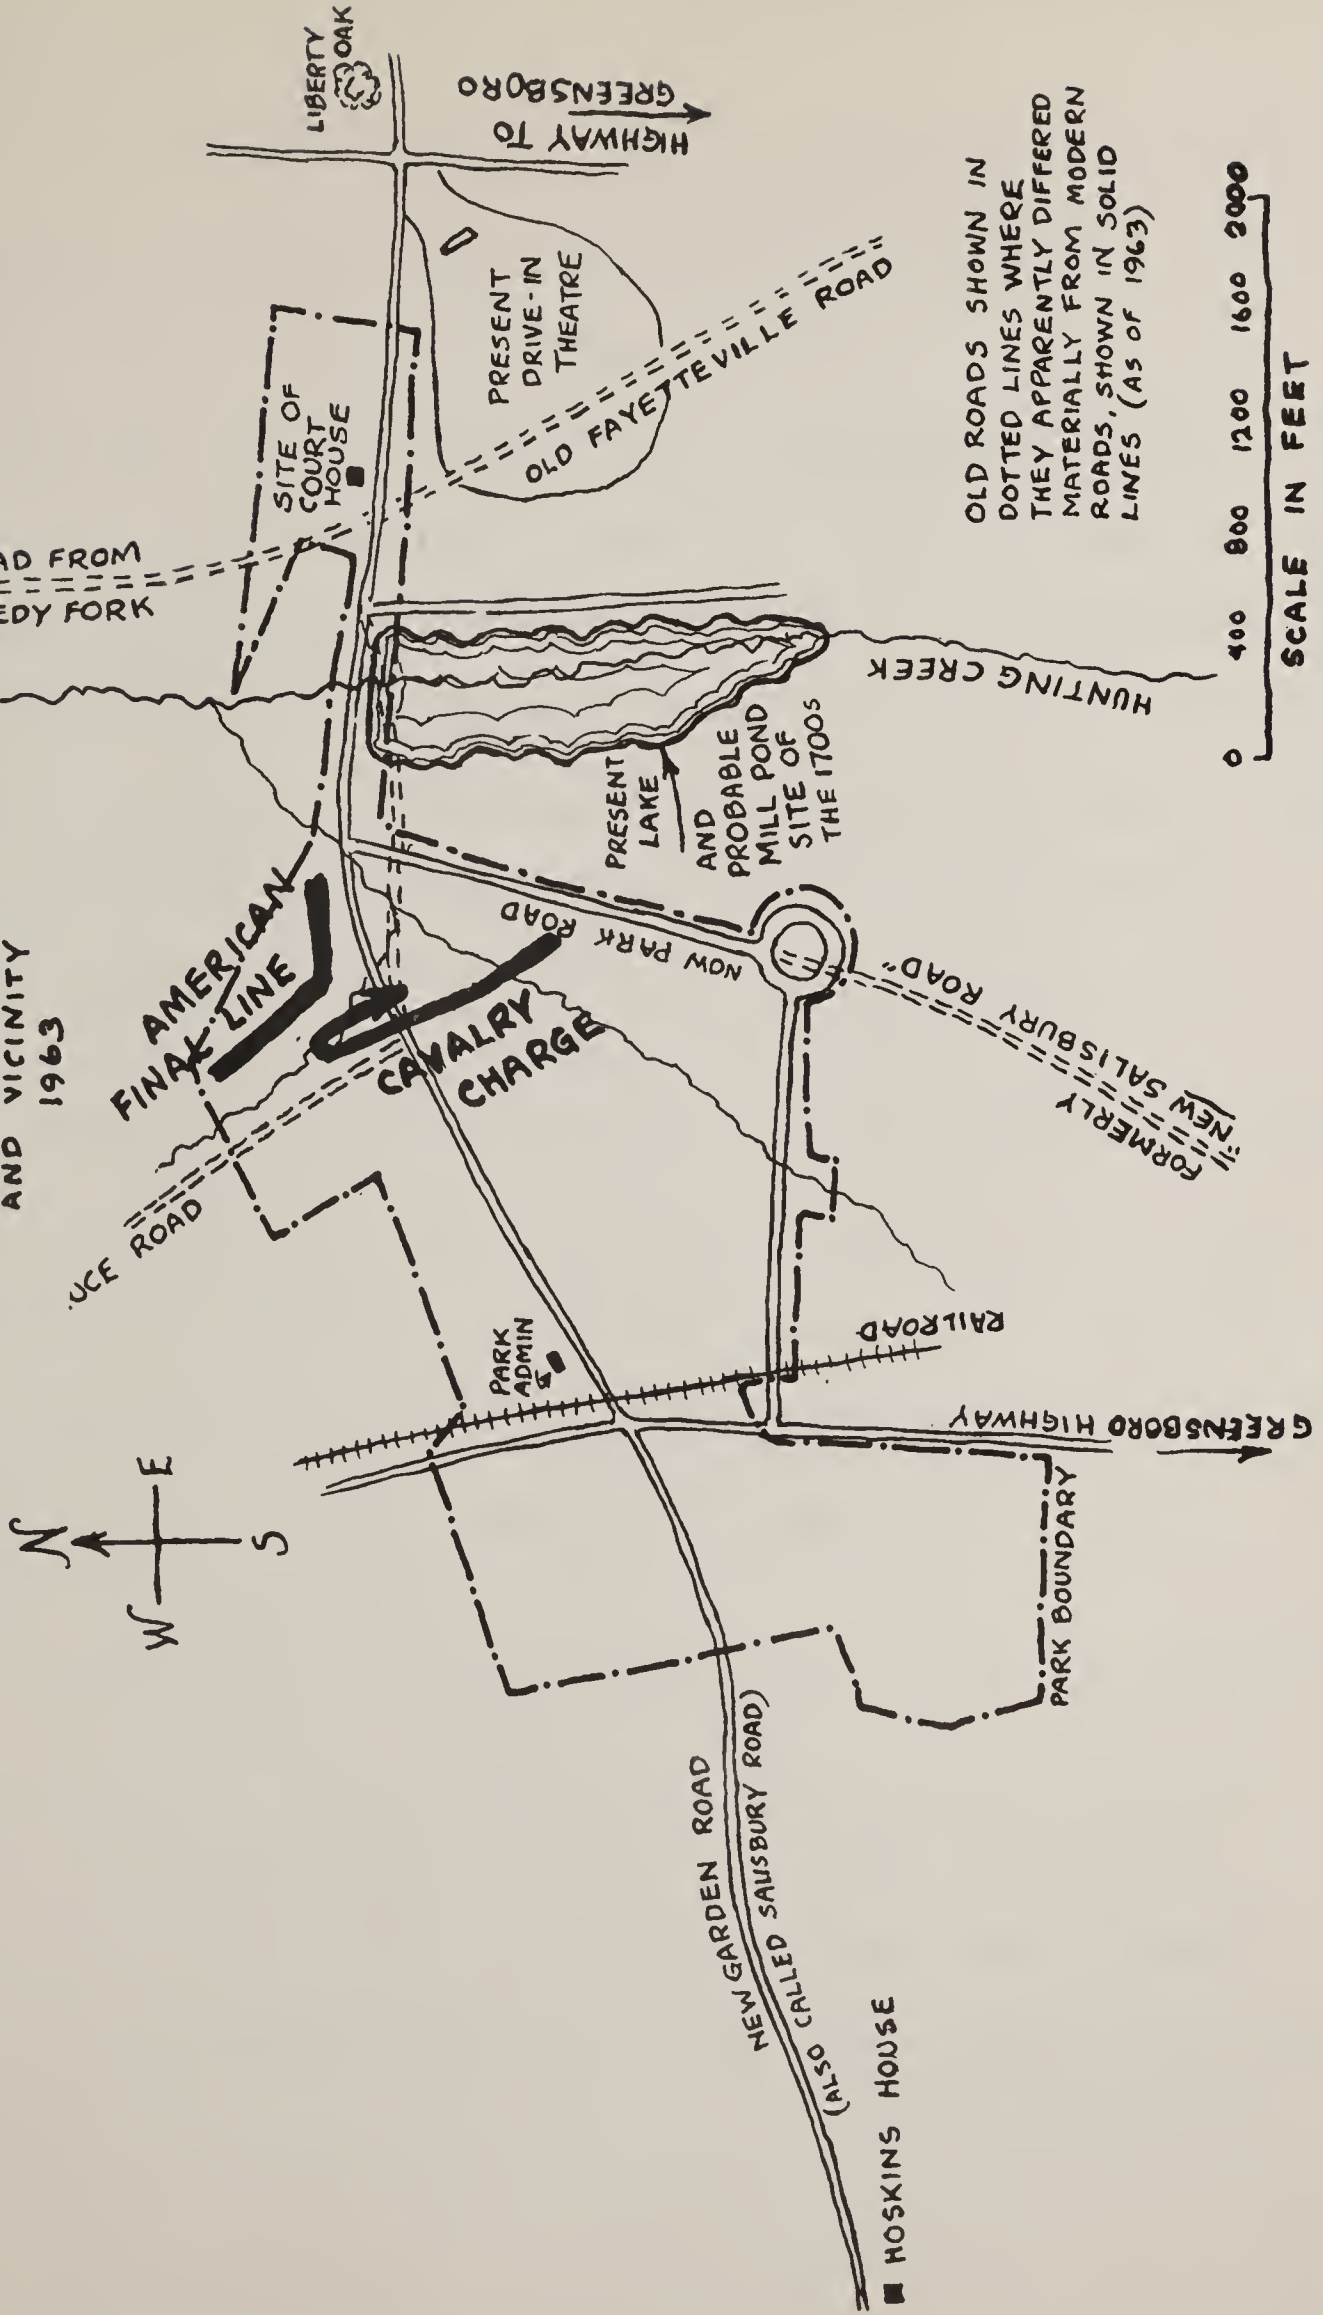 AND VICINITY
1963
N
W E
S
ROAD
FROM
EDY FORK
LIBERTY
OAK
SITE OF
COURT
HOUSE
HIGHWAY TO
GREENSBORO
PRESENT
DRIVE-IN
THEATRE
OLD FAYETTEVILLE ROAD
AMERICAN
FINAL LINE
CAVALRY
CHARGE
NOW PARK ROAD
PRESENT
LAKE
AND
PROBABLE
MILL POND
SITE OF
THE 1700S
HUNTING CREEK
FORMERLY
"NEW SALISBURY ROAD"
PARK
ADMIN
RAILROAD
GREENSBORO HIGHWAY
PARK BOUNDARY
NEW GARDEN ROAD
(ALSO CALLED SALISBURY ROAD)
HOSKINS HOUSE
OLD ROADS SHOWN IN
DOTTED LINES WHERE
THEY APPARENTLY DIFFERED
MATERIALLY FROM MODERN
ROADS, SHOWN IN SOLID
LINES (AS OF 1963)
0 400 800 1200 1600 2000
SCALE IN FEET